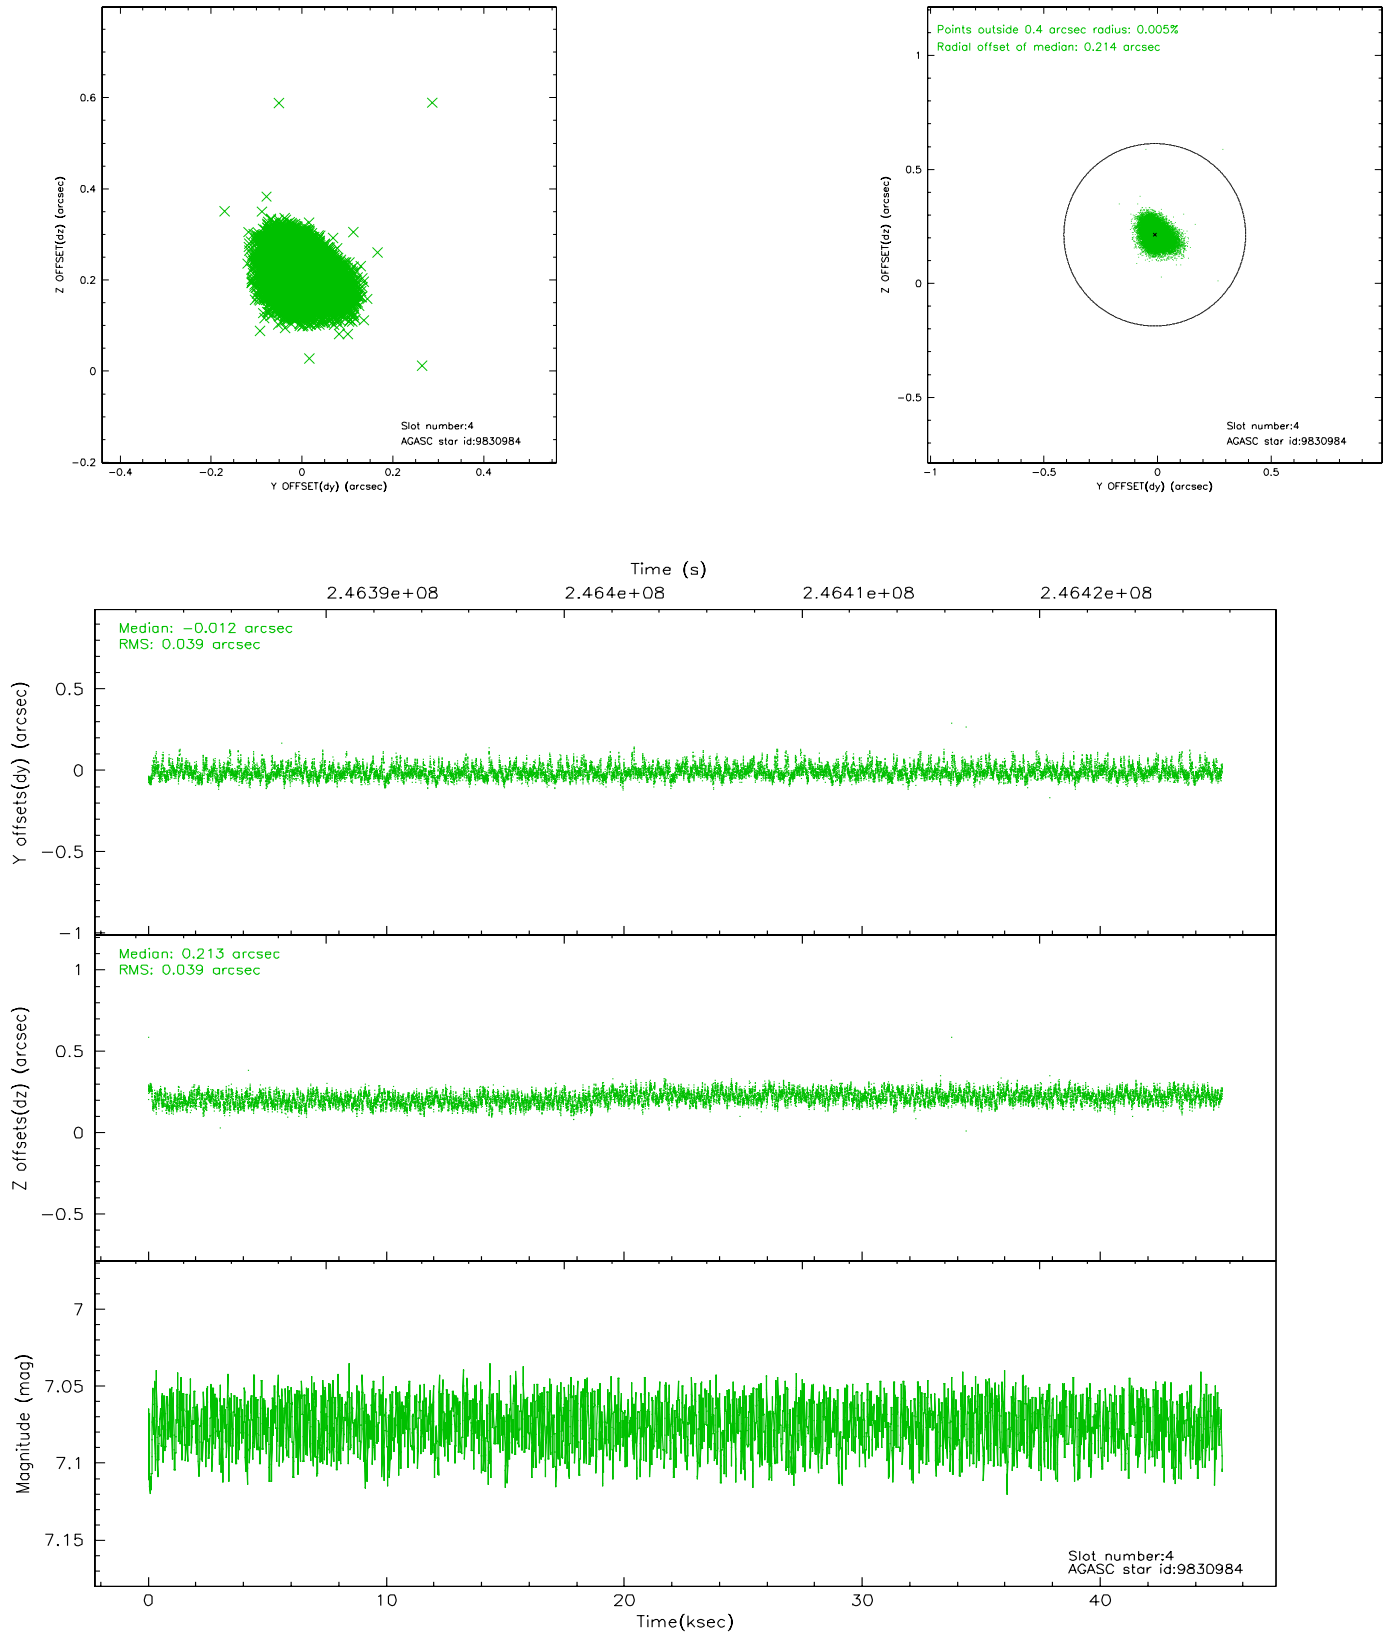 0.6
0.4
0.2
0
−0.2
Z OFFSET(dz) (arcsec)
Slot number:4
AGASC star id:9830984
−0.4 −0.2 0 0.2 0.4
Y OFFSET(dy) (arcsec)
Points outside 0.4 arcsec radius: 0.005%
Radial offset of median: 0.214 arcsec
1
0.5
0
−0.5
Z OFFSET(dz) (arcsec)
Slot number:4
AGASC star id:9830984
−1 −0.5 0 0.5
Y OFFSET(dy) (arcsec)
Time (s)
2.4639e+08 2.464e+08 2.4641e+08 2.4642e+08
Median: −0.012 arcsec
RMS: 0.039 arcsec
0.5
0
−0.5
−1
Y offsets(dy) (arcsec)
Median: 0.213 arcsec
RMS: 0.039 arcsec
1
0.5
0
−0.5
Z offsets(dz) (arcsec)
7
7.05
7.1
7.15
Magnitude (mag)
Slot number:4
AGASC star id:9830984
0 10 20 30 40
Time(ksec)